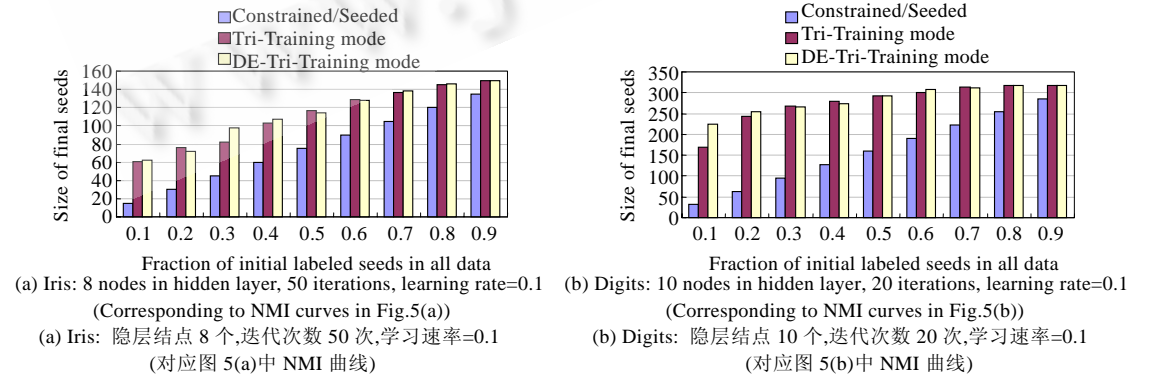 Constrained/Seeded
Tri-Training mode
DE-Tri-Training mode
Size of final seeds
160
140
120
100
80
60
40
20
0
0.1 0.2 0.3 0.4 0.5 0.6 0.7 0.8 0.9
Fraction of initial labeled seeds in all data
(a) Iris: 8 nodes in hidden layer, 50 iterations, learning rate=0.1
(Corresponding to NMI curves in Fig.5(a))
(a) Iris: 隐层结点 8 个,迭代次数 50 次,学习速率=0.1
(对应图 5(a)中 NMI 曲线)
Constrained/Seeded
Tri-Training mode
DE-Tri-Training mode
Size of final seeds
350
300
250
200
150
100
50
0
0.1 0.2 0.3 0.4 0.5 0.6 0.7 0.8 0.9
Fraction of initial labeled seeds in all data
(b) Digits: 10 nodes in hidden layer, 20 iterations, learning rate=0.1
(Corresponding to NMI curves in Fig.5(b))
(b) Digits: 隐层结点 10 个,迭代次数 20 次,学习速率=0.1
(对应图 5(b)中 NMI 曲线)